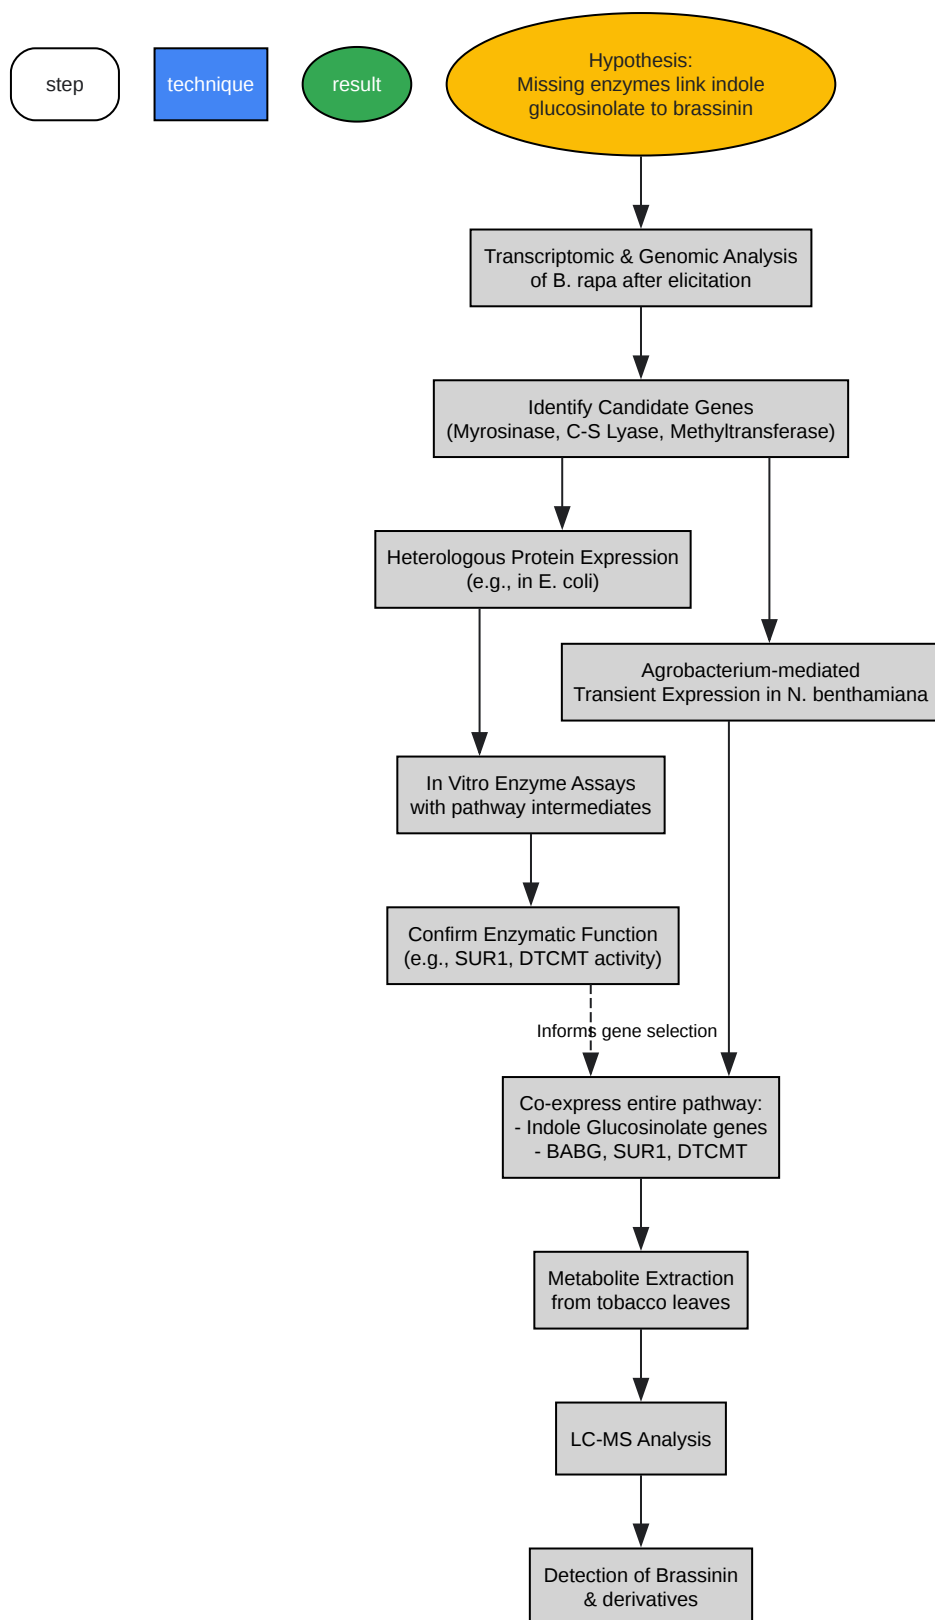 step
technique
result
Hypothesis:
Missing enzymes link indole
glucosinolate to brassinin
Transcriptomic & Genomic Analysis
of B. rapa after elicitation
Identify Candidate Genes
(Myrosinase, C-S Lyase, Methyltransferase)
Heterologous Protein Expression
(e.g., in E. coli)
Agrobacterium-mediated
Transient Expression in N. benthamiana
In Vitro Enzyme Assays
with pathway intermediates
Confirm Enzymatic Function
(e.g., SUR1, DTCMT activity)
Informs gene selection
Co-express entire pathway:
- Indole Glucosinolate genes
- BABG, SUR1, DTCMT
Metabolite Extraction
from tobacco leaves
LC-MS Analysis
Detection of Brassinin
& derivatives